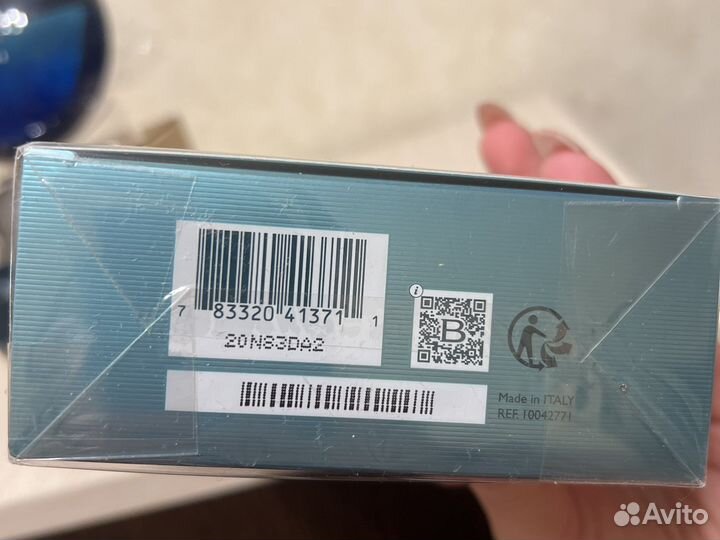 7 83320 41371 1
20N83DA2
i
B
Made in ITALY
REF. 10042771
Avito